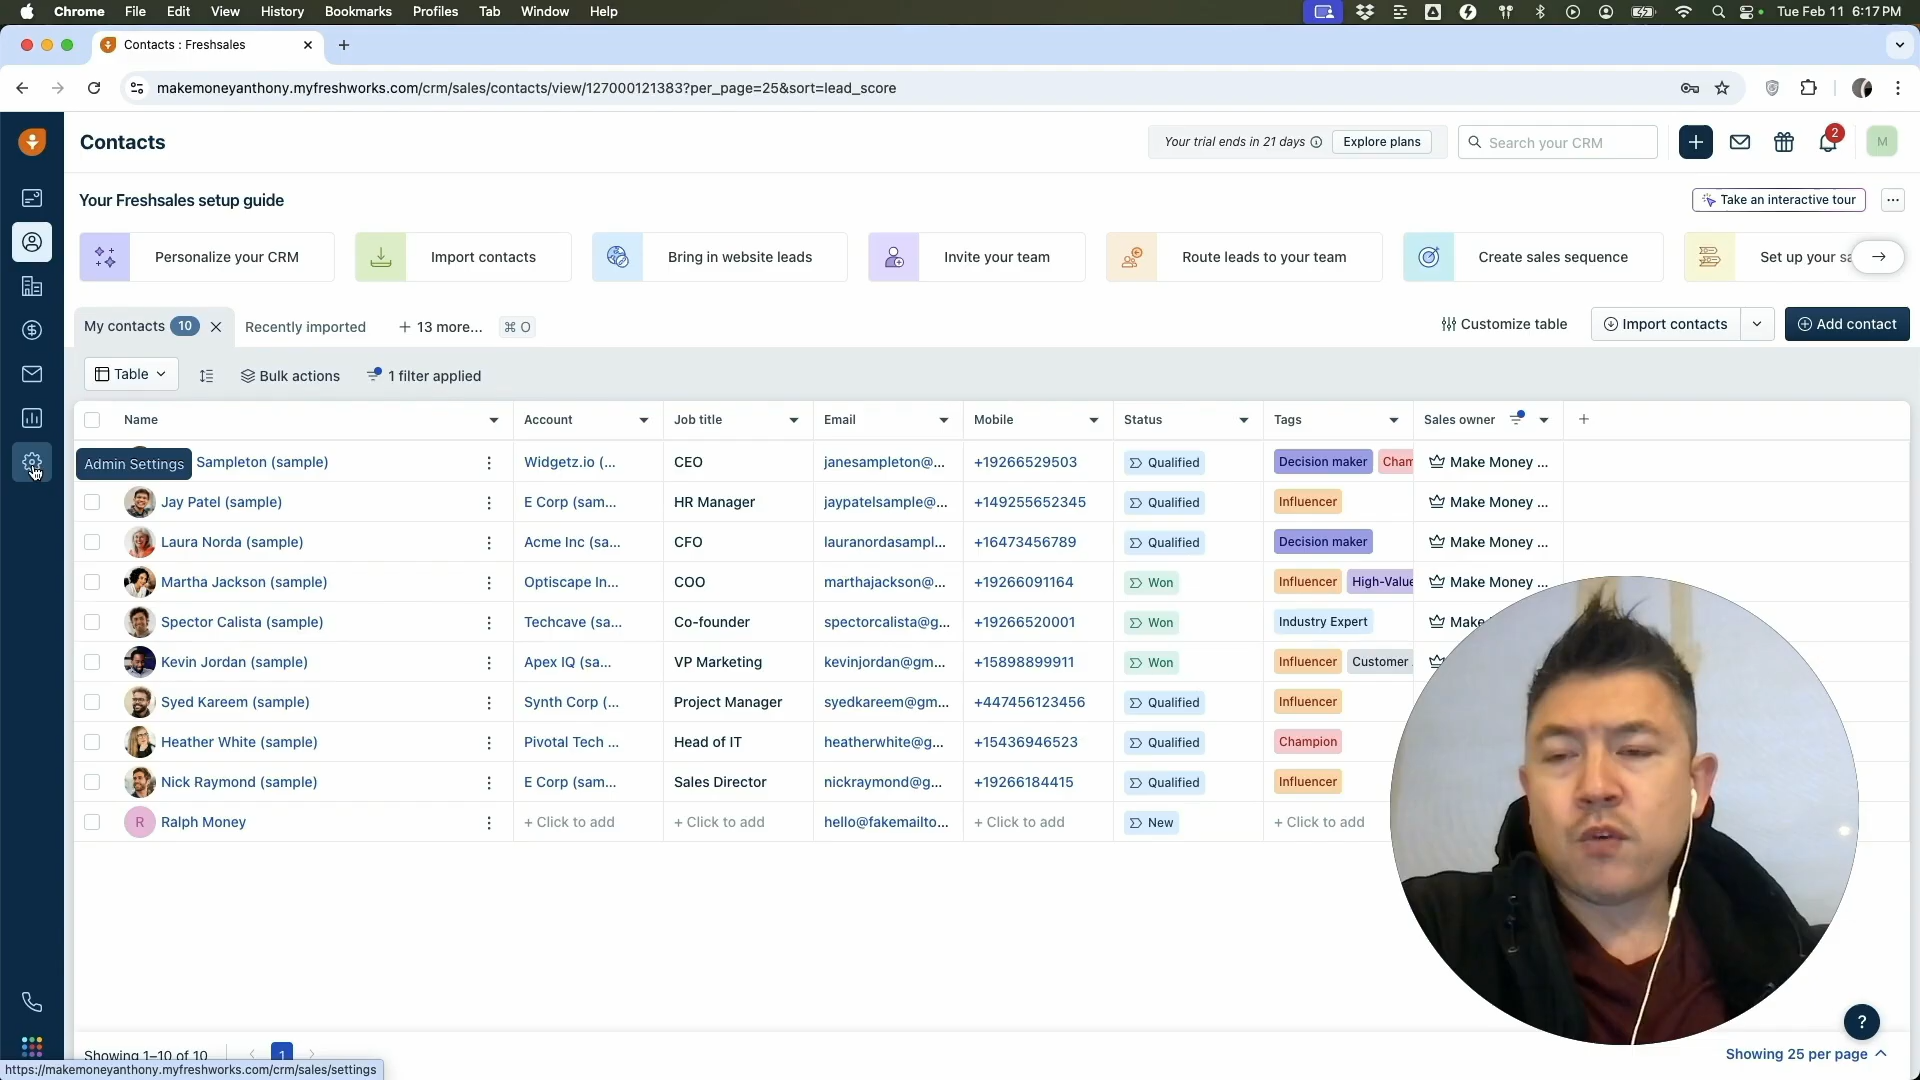 Chrome File Edit View History Bookmarks Profiles Tab Window Help Tue Feb 11 6:17 PM
Contacts : Freshsales
makemoneyanthony.myfreshworks.com/crm/sales/contacts/view/127000121383?per_page=25&sort=lead_score
Contacts Your trial ends in 21 days Explore plans Search your CRM 2 M
Your Freshsales setup guide Take an interactive tour
Personalize your CRM Import contacts Bring in website leads Invite your team Route leads to your team Create sales sequence Set up your sa
My contacts 10 Recently imported + 13 more... ⌘ O Customize table Import contacts Add contact
Table Bulk actions 1 filter applied
Name Account Job title Email Mobile Status Tags Sales owner +
Admin Settings Sampleton (sample) Widgetz.io (... CEO janesampleton@... +19266529503 Qualified Decision maker Cham Make Money ...
Jay Patel (sample) E Corp (sam... HR Manager jaypatelsample@... +149255652345 Qualified Influencer Make Money ...
Laura Norda (sample) Acme Inc (sa... CFO lauranordasampl... +16473456789 Qualified Decision maker Make Money ...
Martha Jackson (sample) Optiscape In... COO marthajackson@... +19266091164 Won Influencer High-Value Make Money ...
Spector Calista (sample) Techcave (sa... Co-founder spectorcalista@g... +19266520001 Won Industry Expert Make
Kevin Jordan (sample) Apex IQ (sa... VP Marketing kevinjordan@gm... +15898899911 Won Influencer Customer
Syed Kareem (sample) Synth Corp (... Project Manager syedkareem@gm... +447456123456 Qualified Influencer
Heather White (sample) Pivotal Tech ... Head of IT heatherwhite@g... +15436946523 Qualified Champion
Nick Raymond (sample) E Corp (sam... Sales Director nickraymond@g... +19266184415 Qualified Influencer
R Ralph Money + Click to add + Click to add hello@fakemailto... + Click to add New + Click to add
Showing 1–10 of 10 1 Showing 25 per page
https://makemoneyanthony.myfreshworks.com/crm/sales/settings
?